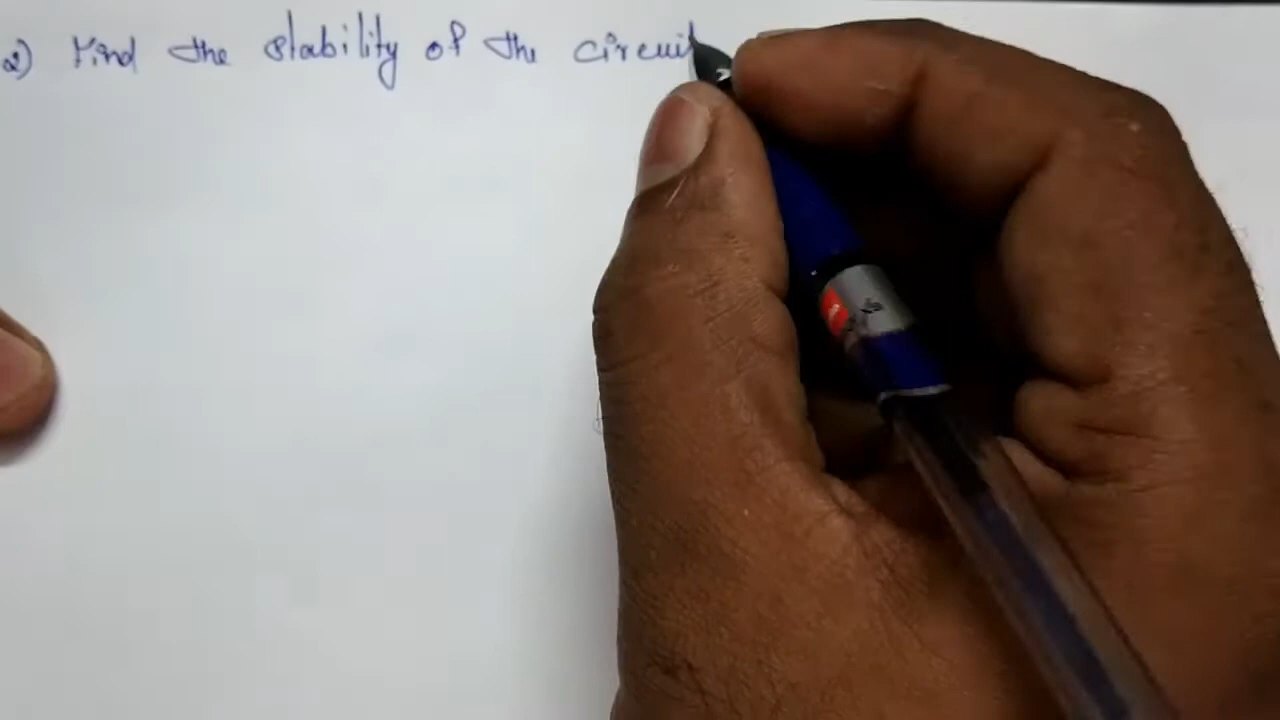 2) Find the stability of the circuit